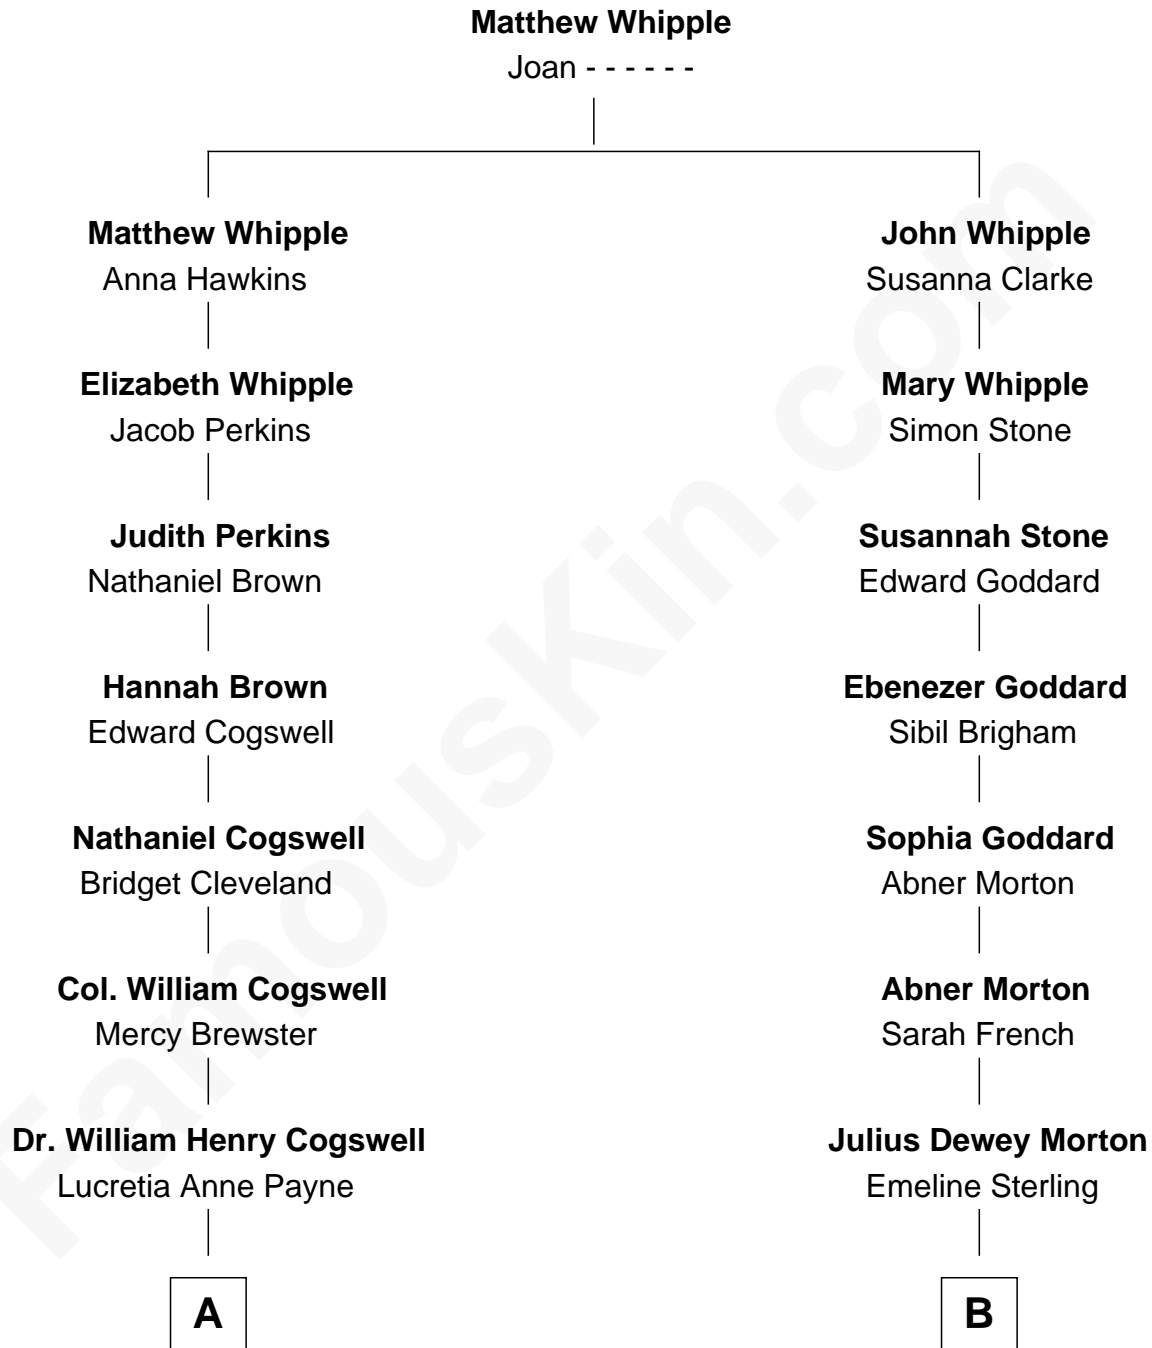 Matthew Whipple
Joan - - - - - -
Matthew Whipple
Anna Hawkins
John Whipple
Susanna Clarke
Elizabeth Whipple
Jacob Perkins
Mary Whipple
Simon Stone
Judith Perkins
Nathaniel Brown
Susannah Stone
Edward Goddard
Hannah Brown
Edward Cogswell
Ebenezer Goddard
Sibil Brigham
Nathaniel Cogswell
Bridget Cleveland
Sophia Goddard
Abner Morton
Col. William Cogswell
Mercy Brewster
Abner Morton
Sarah French
Dr. William Henry Cogswell
Lucretia Anne Payne
Julius Dewey Morton
Emeline Sterling
A
B
FamousKin.com